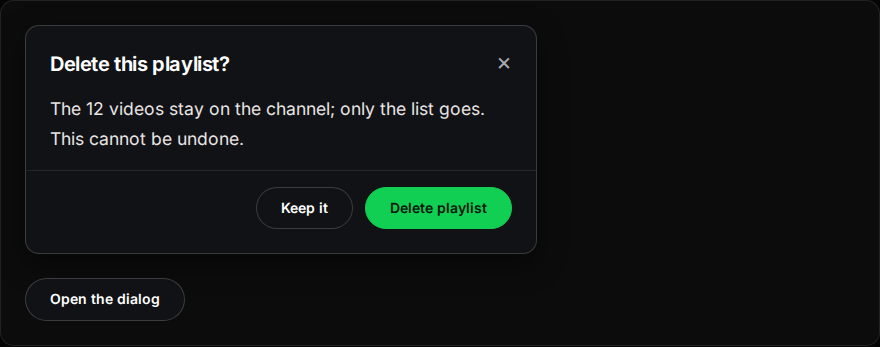 Delete this playlist?
The 12 videos stay on the channel; only the list goes.
This cannot be undone.
Keep it
Delete playlist
Open the dialog